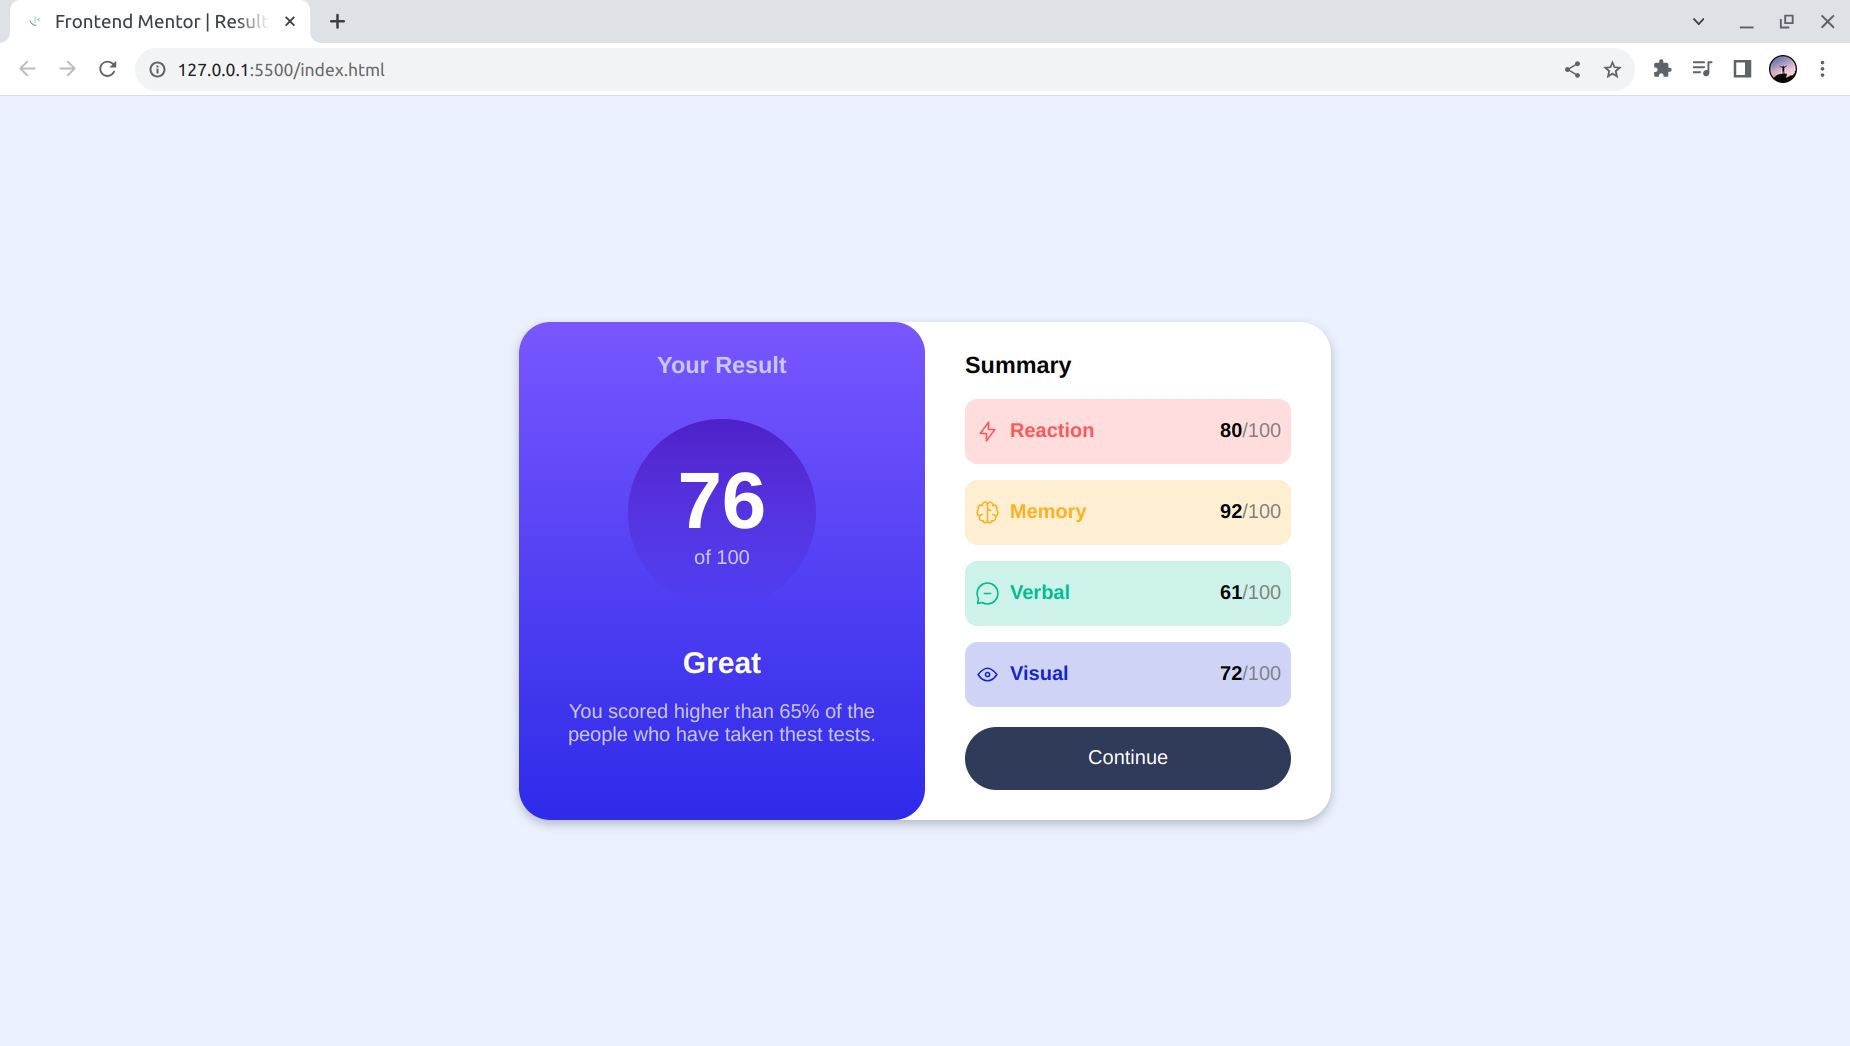 Frontend Mentor | Result
127.0.0.1:5500/index.html
Your Result
76
of 100
Great
You scored higher than 65% of the
people who have taken thest tests.
Summary
Reaction 80/100
Memory 92/100
Verbal 61/100
Visual 72/100
Continue